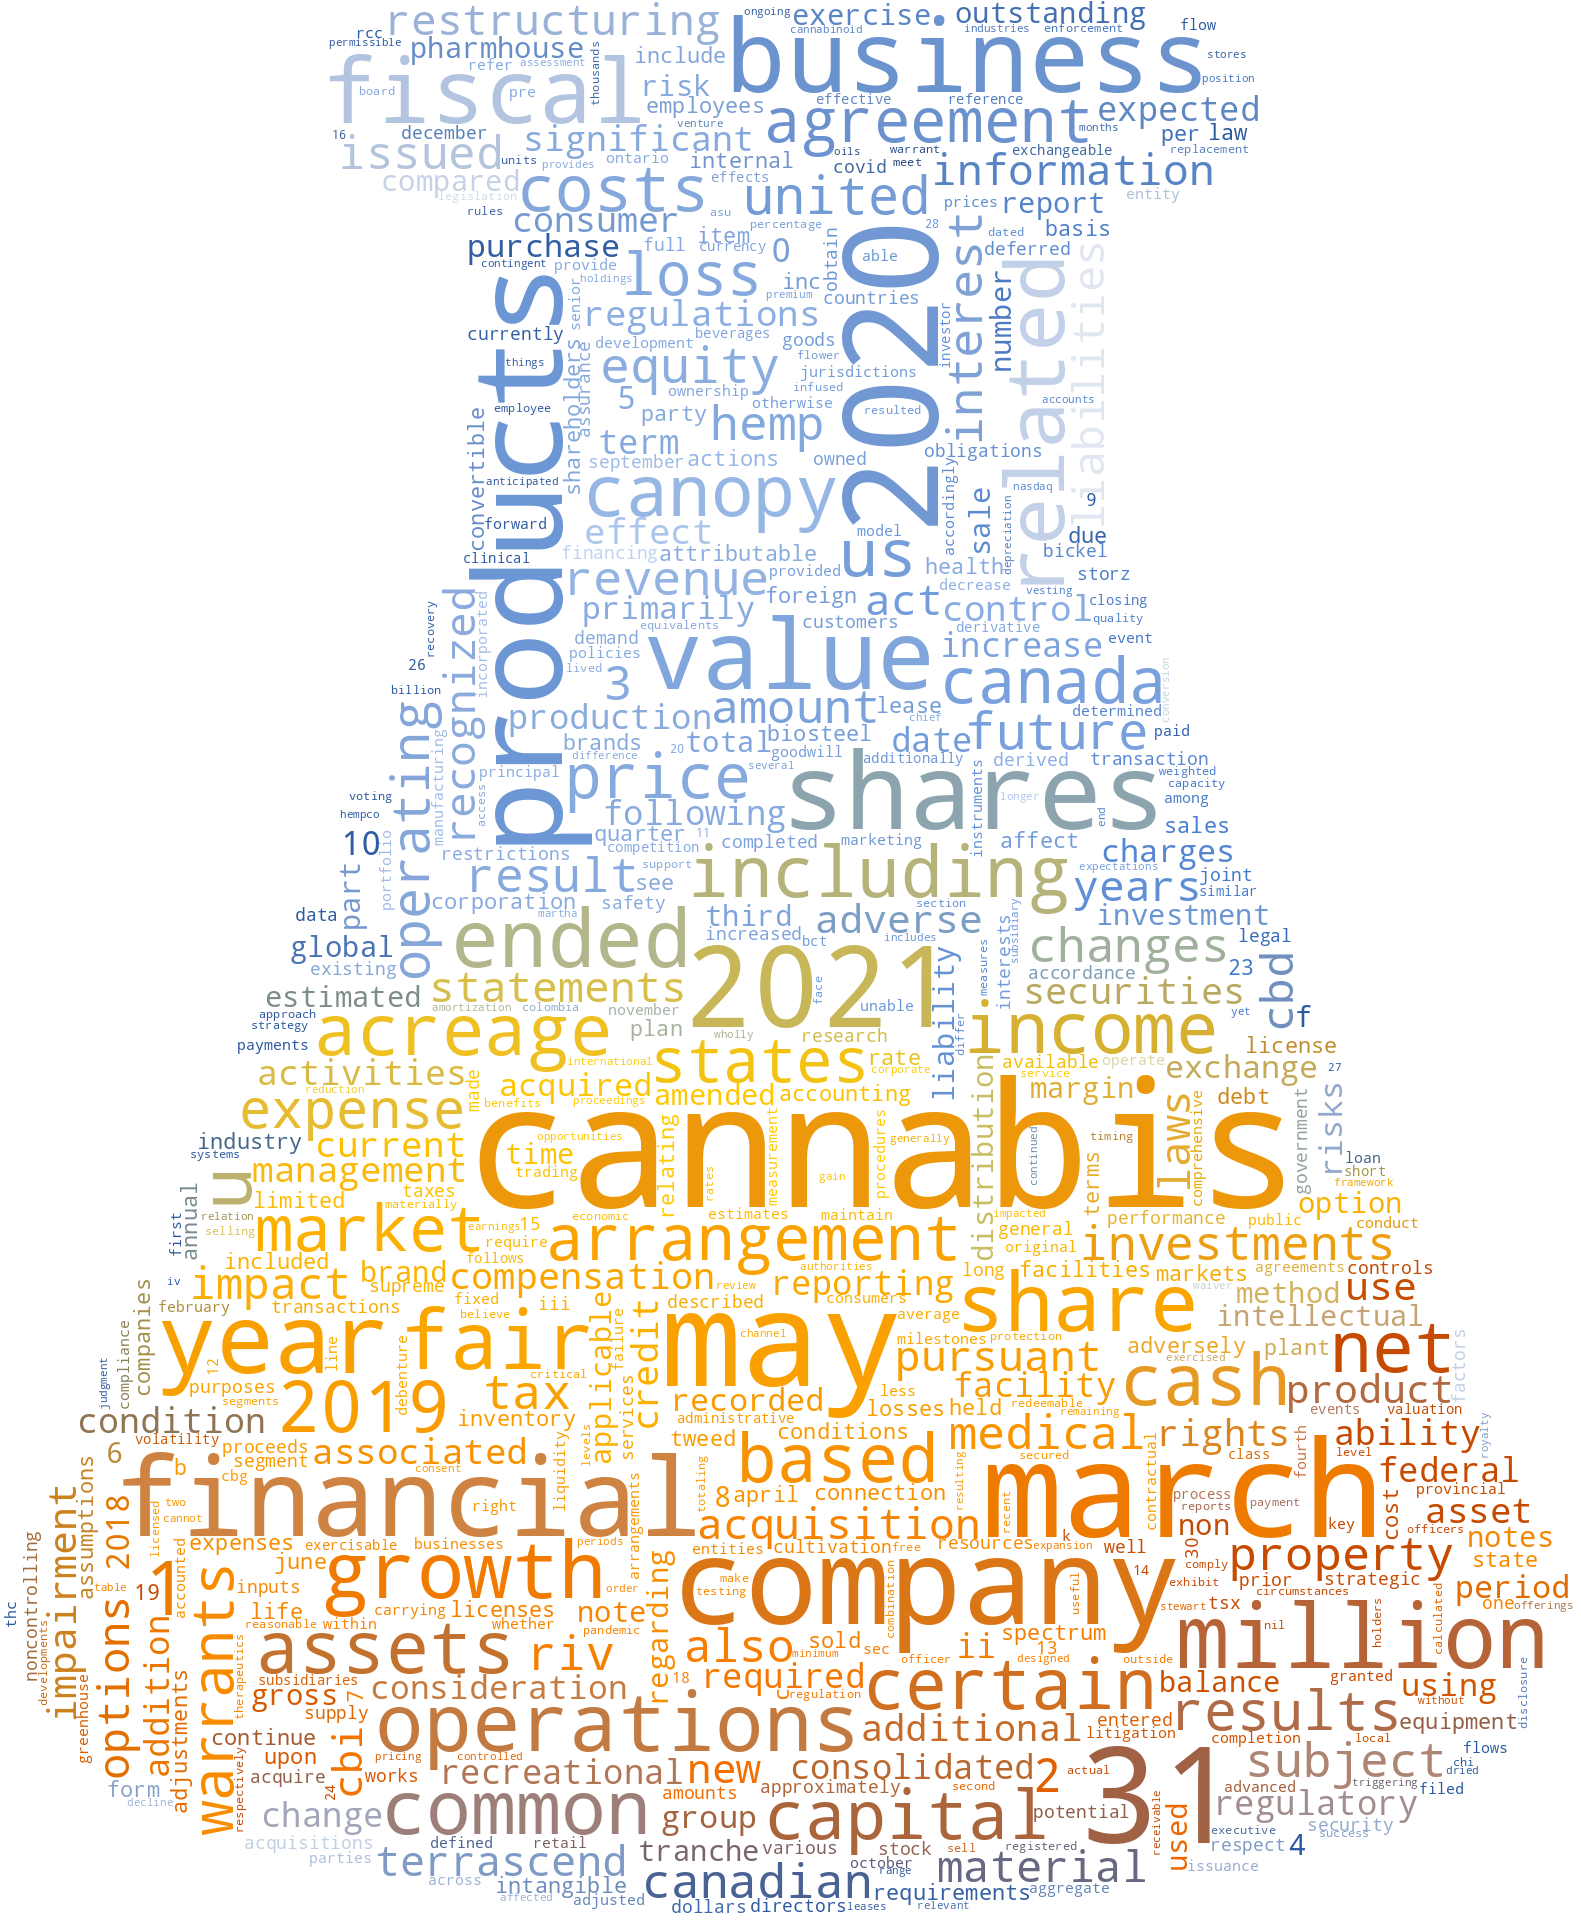 ongoing
restructuring exercise outstanding
rcc cannabinoid industries enforcement flow
permissible pharmhouse include business stores
refer assessment thousands
fiscal risk position
board pre employees effective reference expected
venture agreement months
16 december significant oils warrant per law
issued units provides ontario internal covid meet exchangeable replacement
compared effects information
legislation costs united prices report entity
rules consumer asu percentage 28
purchase full currency item 0 2020 interest dated basis
contingent provide holdings able deferred related liabilities
products senior loss inc obtain
premium countries number
regulations investor
currently development beverages goods
things equity flower
shareholders assurance jurisdictions
ownership infused
employee 5 otherwise resulted accounts
convertible party hemp
term obligations
september actions owned accordingly
anticipated canopy sale nasdaq 9
forward effect model depreciation due
clinical financing attributable us bickel
revenue provided health storz
decrease vesting
recognized incorporated primarily foreign act control closing
recovery equivalents customers quality
demand value derivative event
policies increase
26 lived 3 canada conversion
billion
operating production amount lease determined
chief
brands total biosteel date future paid
manufacturing difference 20 goodwill additionally derived transaction
principal price several weighted
voting access shares instruments longer capacity
hempco following end among
10 quarter 11 completed marketing affect sales
competition
portfolio restrictions support charges
part result see including expectations joint
years similar
corporation safety section
data martha third adverse interests subsidiary investment
global ended increased bct includes changes legal
existing measures accordance 23
estimated statements 2021 face liability securities cbd
approach amortization colombia november unable yet f
strategy acreage plan wholly research differ income
payments license
activities international states rate available operate exchange 27
reduction made acquired corporate service
expense benefits proceedings amended accounting distribution margin debt
industry current opportunities cannabis generally timing laws comprehensive government risks
systems time measurement procedures continued loan
u management trading relating rates gain terms short
limited taxes framework
annual relation materially option
first selling market earnings 15 economic estimates maintain impacted performance public conduct
require arrangement general
included follows original investments
iv impact brand compensation authorities reporting long facilities markets agreements controls
supreme review
companies february transactions fixed iii described consumers share method waiver use
believe applicable credit average intellectual
year fair failure may channel milestones protection
compliance 12 line adversely plant net factors
judgment critical pursuant exercised
purposes debenture tax less facility cash product
segments 2019 recorded redeemable events valuation
condition inventory services administrative losses held remaining
volatility tweed conditions medical rights royalty
6 proceeds associated levels based ability
segment fourth level
b cbg consent liquidity secured class federal
assumptions financial totaling resulting contractual march process provincial
two right 8 april connection reports payment cost asset
impairment 2018 licensed cannot arrangements acquisition recent non key officers
noncontrolling expenses exercisable businesses periods entities cultivation free resources expansion k well 30 notes
options accounted june growth company property state
table 1 make 14 comply
19 inputs order testing combination useful exhibit prior strategic
thc reasonable circumstances period
addition warrants life carrying licenses note regarding stewart tsx one offerings
within whether pandemic
developments assets riv also sold sec ii spectrum nil holders calculated
minimum 13 million
greenhouse adjustments therapeutics subsidiaries officer designed outside
18 required certain balance granted using
gross consideration regulation without disclosure
supply cbi 7 operations additional entered results equipment
continue litigation completion local
upon pricing controlled flows
acquire works recreational new consolidated 2 actual subject chi
form respectively 24 approximately second 31 advanced triggering dried
decline amounts filed
change common group capital potential receivable regulatory
security
acquisitions defined retail tranche various stock sell registered used executive success
respect 4
parties terrascend october material
across intangible canadian range issuance
requirements aggregate
affected adjusted dollars directors leases relevant